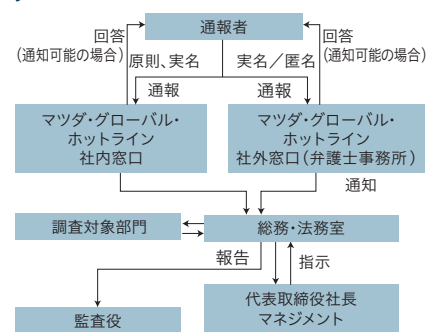 通報者
回答
(通知可能の場合)
原則、実名
実名／匿名
回答
(通知可能の場合)
通報
通報
マツダ・グローバル・
ホットライン
社内窓口
マツダ・グローバル・
ホットライン
社外窓口(弁護士事務所)
通知
調査対象部門
総務・法務室
報告
指示
監査役
代表取締役社長
マネジメント